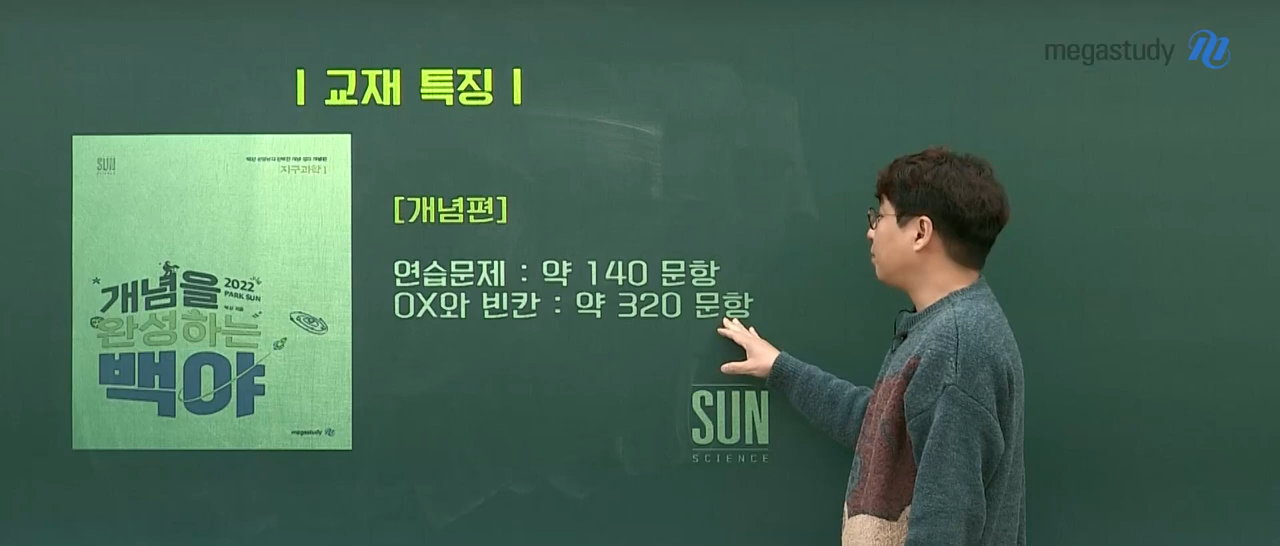 megastudy
| 교재 특징 |
SUN
지구과학 I
개념을
2022
PARK SUN
완성하는
백야
megastudy
[개념편]
연습문제 : 약 140 문항
OX와 빈칸 : 약 320 문항
SUN
SCIENCE